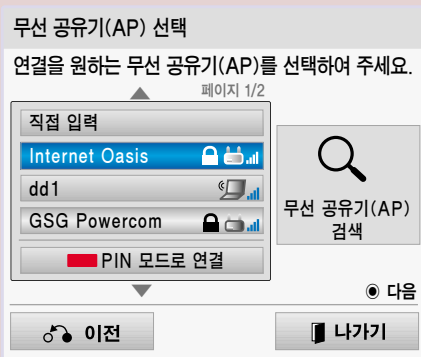 무선 공유기(AP) 선택
연결을 원하는 무선 공유기(AP)를 선택하여 주세요.
페이지 1/2
직접 입력
Internet Oasis
dd1
GSG Powercom
PIN 모드로 연결
무선 공유기(AP)
검색
다음
이전
나가기